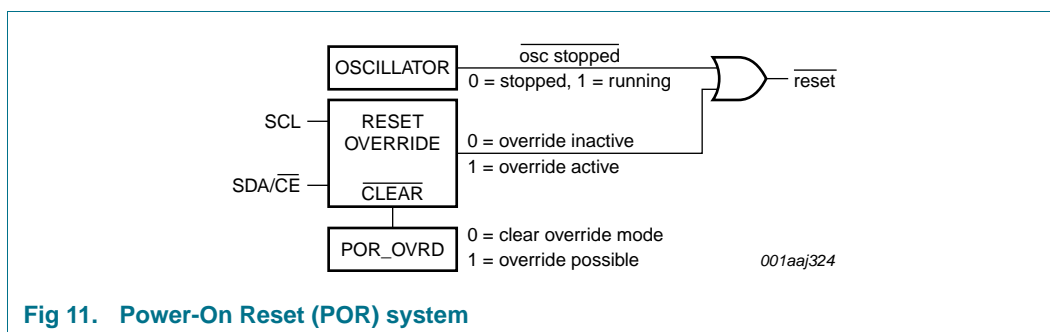 OSCILLATOR
osc stopped
0 = stopped, 1 = running
reset
SCL
RESET
OVERRIDE
0 = override inactive
1 = override active
SDA/CE
CLEAR
POR_OVRD
0 = clear override mode
1 = override possible
001aaj324
Fig 11. Power-On Reset (POR) system